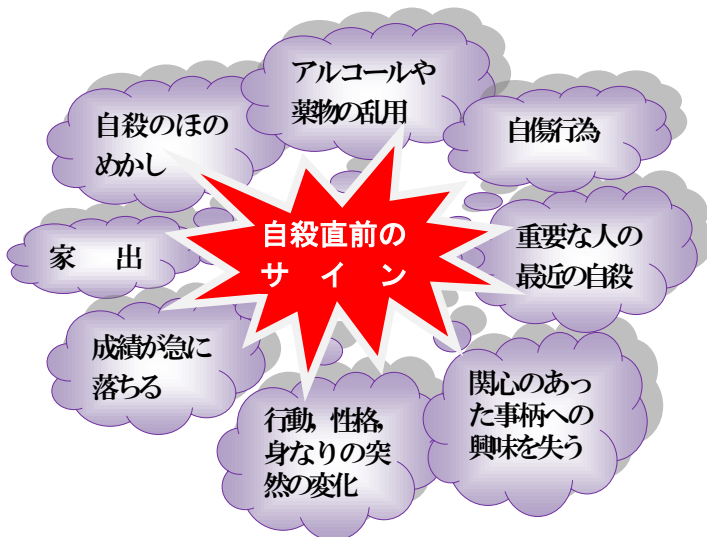 自殺直前の
サ　イ　ン
アルコールや
薬物の乱用
自傷行為
重要な人の
最近の自殺
関心のあっ
た事柄への
興味を失う
行動，性格，
身なりの突
然の変化
成績が急に
落ちる
家　出
自殺のほの
めかし